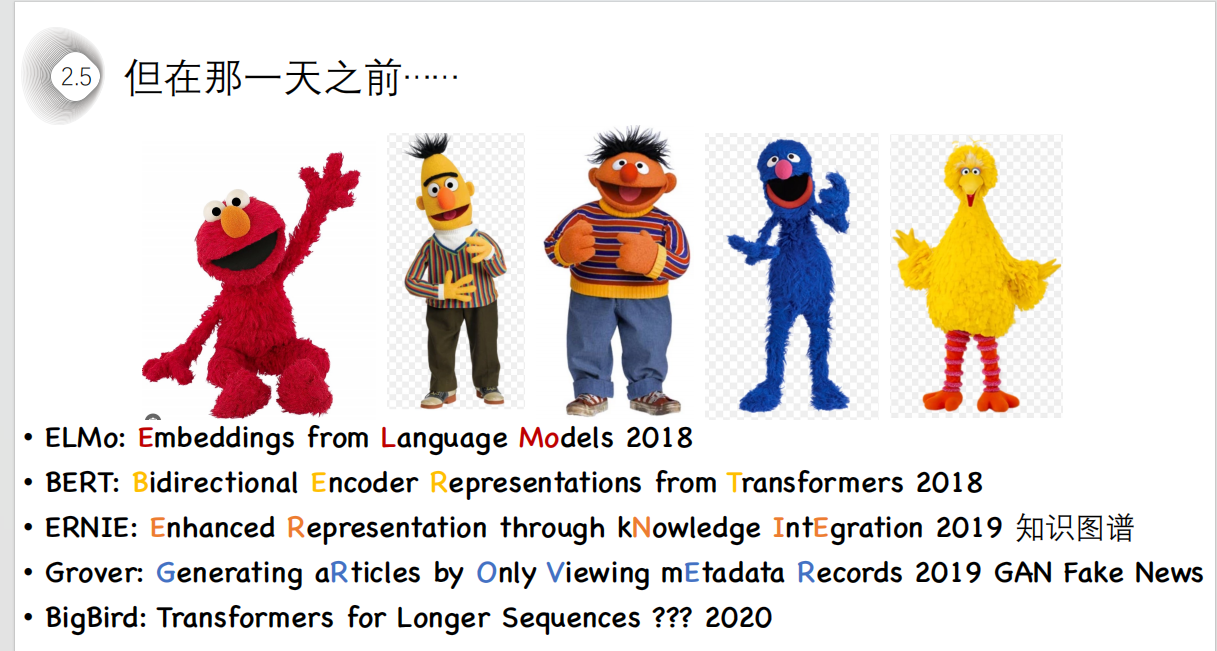 2.5
但在那一天之前……
• ELMo: Embeddings from Language Models 2018
• BERT: Bidirectional Encoder Representations from Transformers 2018
• ERNIE: Enhanced Representation through kNowledge IntEgration 2019 知识图谱
• Grover: Generating aRticles by Only Viewing mEtadata Records 2019 GAN Fake News
• BigBird: Transformers for Longer Sequences ??? 2020